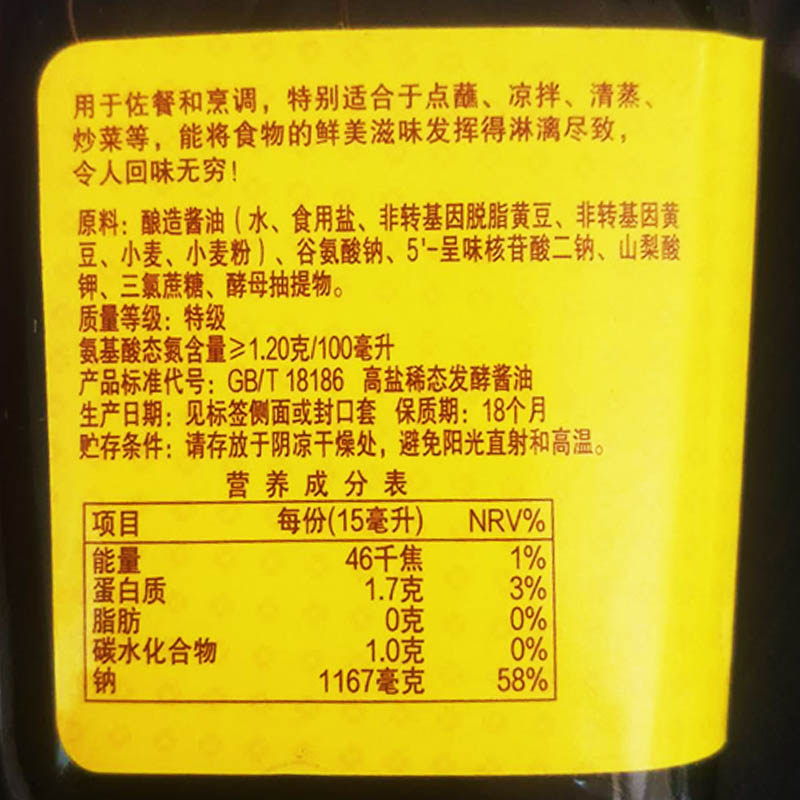 用于佐餐和烹调，特别适合于点蘸、凉拌、清蒸、
炒菜等，能将食物的鲜美滋味发挥得淋漓尽致，
令人回味无穷！
原料：酿造酱油（水、食用盐、非转基因脱脂黄豆、非转基因黄
豆、小麦、小麦粉）、谷氨酸钠、5'-呈味核苷酸二钠、山梨酸
钾、三氯蔗糖、酵母抽提物。
质量等级：特级
氨基酸态氮含量≥1.20克/100毫升
产品标准代号：GB/T 18186 高盐稀态发酵酱油
生产日期：见标签侧面或封口套 保质期：18个月
贮存条件：请存放于阴凉干燥处，避免阳光直射和高温。
营养成分表
项目 每份(15毫升) NRV%
能量 46千焦 1%
蛋白质 1.7克 3%
脂肪 0克 0%
碳水化合物 1.0克 0%
钠 1167毫克 58%